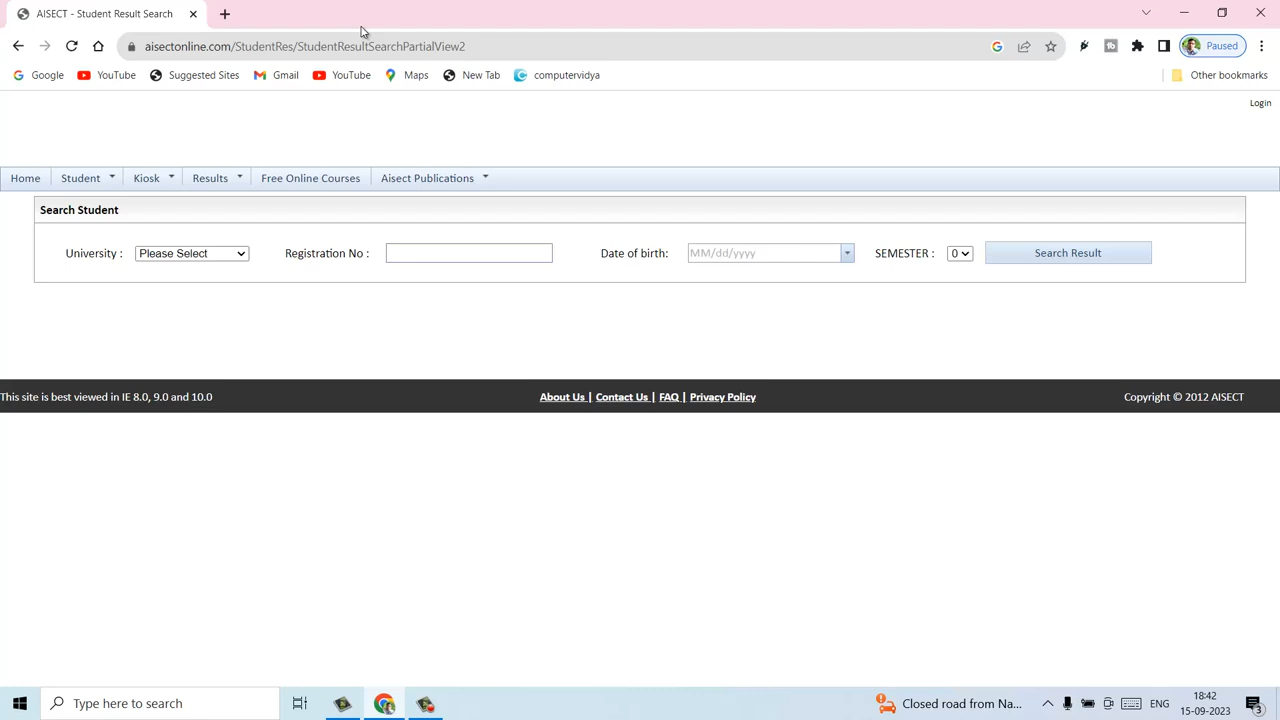 AISECT - Student Result Search
aisectonline.com/StudentRes/StudentResultSearchPartialView2
Paused
Google YouTube Suggested Sites Gmail YouTube Maps New Tab computervidya Other bookmarks
Login
Home Student Kiosk Results Free Online Courses Aisect Publications
Search Student
University : Please Select Registration No : Date of birth: MM/dd/yyyy SEMESTER : 0 Search Result
This site is best viewed in IE 8.0, 9.0 and 10.0 About Us | Contact Us | FAQ | Privacy Policy Copyright © 2012 AISECT
Type here to search Closed road from Na... ENG 18:42
15-09-2023 3